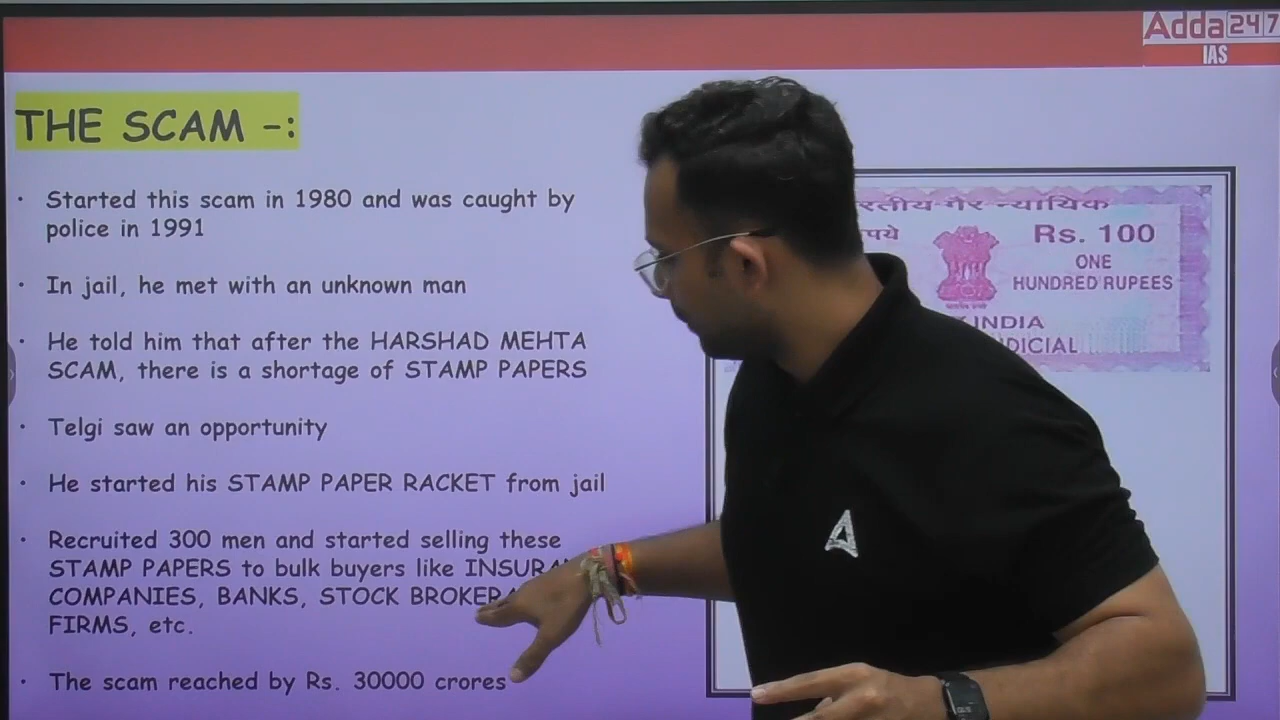 Adda247
IAS
THE SCAM -:
• Started this scam in 1980 and was caught by
police in 1991
• In jail, he met with an unknown man
• He told him that after the HARSHAD MEHTA
SCAM, there is a shortage of STAMP PAPERS
• Telgi saw an opportunity
• He started his STAMP PAPER RACKET from jail
• Recruited 300 men and started selling these
STAMP PAPERS to bulk buyers like
COMPANIES, BANKS, STOCK
FIRMS, etc.
• The scam reached by Rs. 30000 crores
गैर न्यायिक
Rs. 100
ONE
HUNDRED RUPEES
INDIA